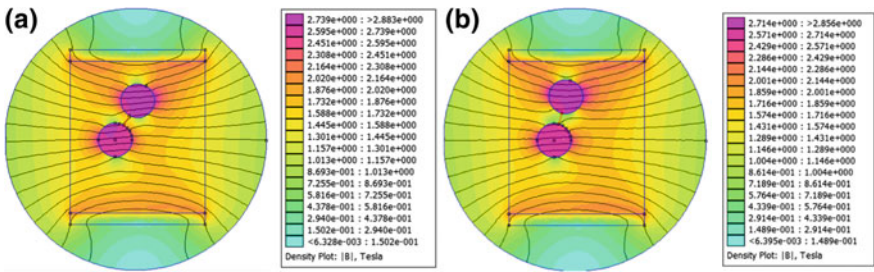 (a)
2.739e+000 : >2.883e+000
2.595e+000 : 2.739e+000
2.451e+000 : 2.595e+000
2.308e+000 : 2.451e+000
2.164e+000 : 2.308e+000
2.020e+000 : 2.164e+000
1.876e+000 : 2.020e+000
1.732e+000 : 1.876e+000
1.588e+000 : 1.732e+000
1.445e+000 : 1.588e+000
1.301e+000 : 1.445e+000
1.157e+000 : 1.301e+000
1.013e+000 : 1.157e+000
8.693e-001 : 1.013e+000
7.255e-001 : 8.693e-001
5.816e-001 : 7.255e-001
4.378e-001 : 5.816e-001
2.940e-001 : 4.378e-001
1.502e-001 : 2.940e-001
<6.328e-003 : 1.502e-001
Density Plot: |B|, Tesla
(b)
2.714e+000 : >2.856e+000
2.571e+000 : 2.714e+000
2.429e+000 : 2.571e+000
2.286e+000 : 2.429e+000
2.144e+000 : 2.286e+000
2.001e+000 : 2.144e+000
1.859e+000 : 2.001e+000
1.716e+000 : 1.859e+000
1.574e+000 : 1.716e+000
1.431e+000 : 1.574e+000
1.289e+000 : 1.431e+000
1.146e+000 : 1.289e+000
1.004e+000 : 1.146e+000
8.614e-001 : 1.004e+000
7.189e-001 : 8.614e-001
5.764e-001 : 7.189e-001
4.339e-001 : 5.764e-001
2.914e-001 : 4.339e-001
1.489e-001 : 2.914e-001
<6.395e-003 : 1.489e-001
Density Plot: |B|, Tesla